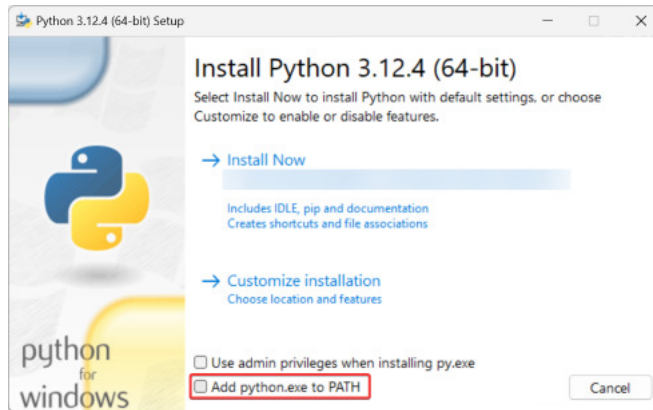 Python 3.12.4 (64-bit) Setup
Install Python 3.12.4 (64-bit)
Select Install Now to install Python with default settings, or choose
Customize to enable or disable features.
Install Now
Includes IDLE, pip and documentation
Creates shortcuts and file associations
Customize installation
Choose location and features
python
for
windows
Use admin privileges when installing py.exe
Add python.exe to PATH
Cancel